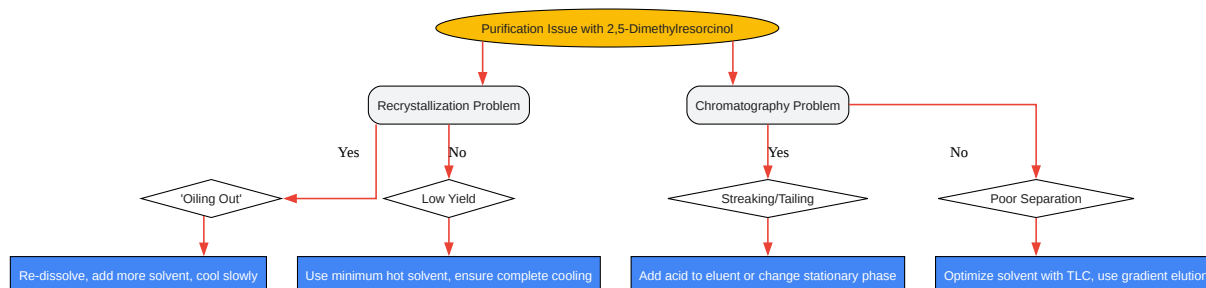 Purification Issue with 2,5-Dimethylresorcinol
Recrystallization Problem
Chromatography Problem
Yes
No
Yes
No
'Oiling Out'
Low Yield
Streaking/Tailing
Poor Separation
Re-dissolve, add more solvent, cool slowly
Use minimum hot solvent, ensure complete cooling
Add acid to eluent or change stationary phase
Optimize solvent with TLC, use gradient elution